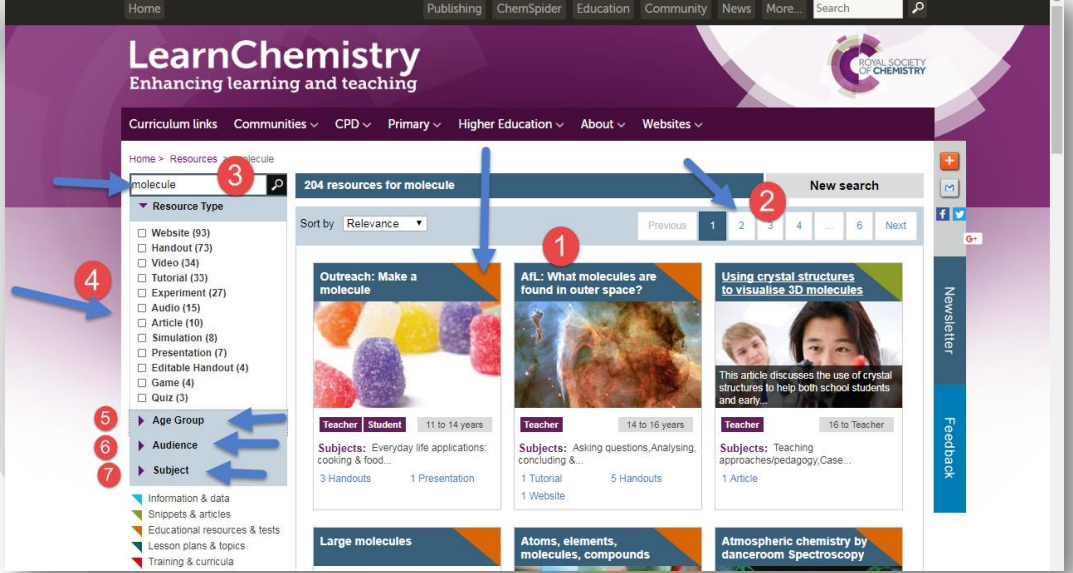 Home
Publishing ChemSpider Education Community News More... Search
LearnChemistry
Enhancing learning and teaching
ROYAL SOCIETY
OF CHEMISTRY
Curriculum links Communities CPD Primary Higher Education About Websites
Home > Resources > molecule
molecule
3
Resource Type
Website (93)
Handout (73)
Video (34)
Tutorial (33)
Experiment (27)
Audio (15)
Article (10)
Simulation (8)
Presentation (7)
Editable Handout (4)
Game (4)
Quiz (3)
4
5 Age Group
6 Audience
7 Subject
Information & data
Snippets & articles
Educational resources & tests
Lesson plans & topics
Training & curricula
204 resources for molecule
New search
2
Sort by Relevance
Previous 1 2 3 4 ... 6 Next
1
Outreach: Make a
molecule
Teacher Student 11 to 14 years
Subjects: Everyday life applications:
cooking & food...
3 Handouts 1 Presentation
AfL: What molecules are
found in outer space?
Teacher 14 to 16 years
Subjects: Asking questions,Analysing,
concluding &...
1 Tutorial 5 Handouts
1 Website
Using crystal structures
to visualise 3D molecules
This article discusses the use of crystal
structures to help both school students
and early...
Teacher 16 to Teacher
Subjects: Teaching
approaches/pedagogy,Case...
1 Article
Large molecules
Atoms, elements,
molecules, compounds
Atmospheric chemistry by
danceroom Spectroscopy
f
G+
Newsletter
Feedback